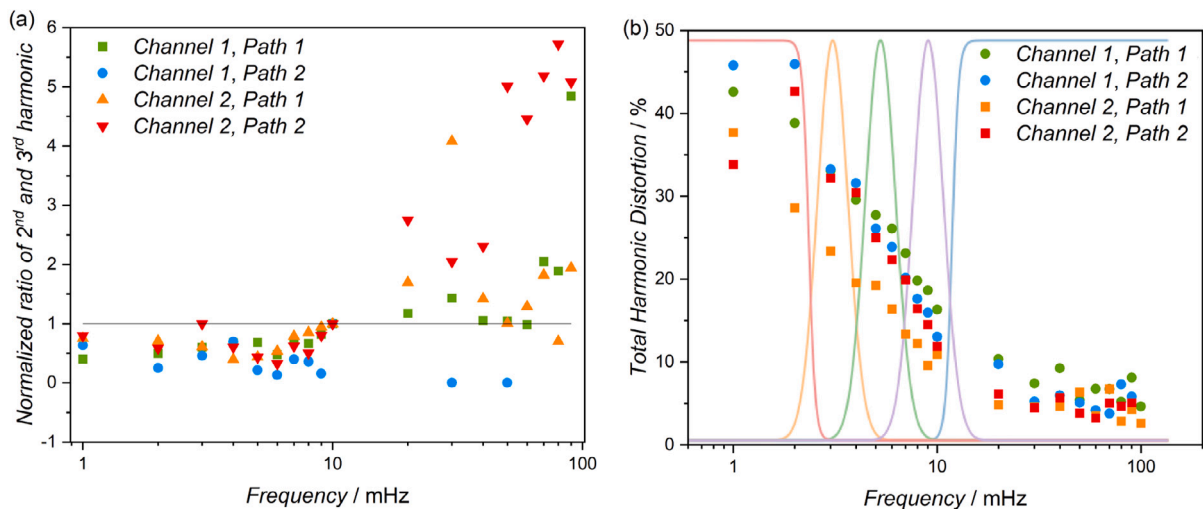 (a)
Normalized ratio of 2nd and 3rd harmonic
6
5
4
3
2
1
0
-1
Channel 1, Path 1
Channel 1, Path 2
Channel 2, Path 1
Channel 2, Path 2
1
10
100
Frequency / mHz
(b)
Total Harmonic Distortion / %
50
40
30
20
10
0
Channel 1, Path 1
Channel 1, Path 2
Channel 2, Path 1
Channel 2, Path 2
1
10
100
Frequency / mHz